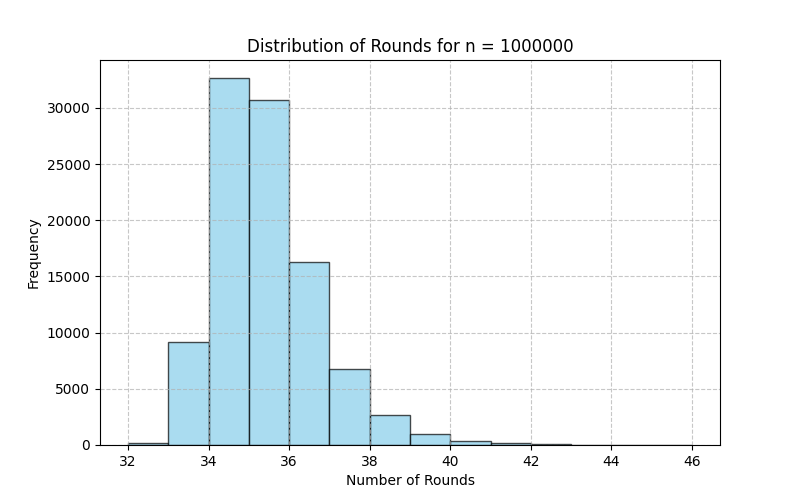 Distribution of Rounds for n = 1000000
30000
25000
20000
15000
10000
5000
0
Frequency
32 34 36 38 40 42 44 46
Number of Rounds